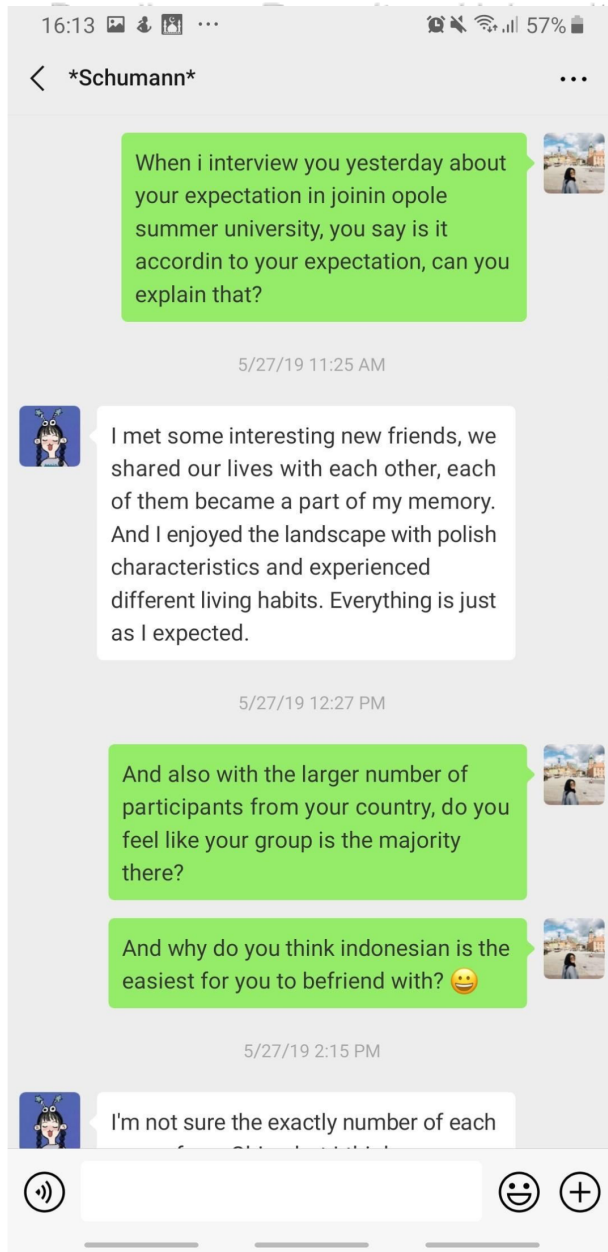 16:13 ... 57%
*Schumann* ...
When i interview you yesterday about
your expectation in joinin opole
summer university, you say is it
accordin to your expectation, can you
explain that?
5/27/19 11:25 AM
I met some interesting new friends, we
shared our lives with each other, each
of them became a part of my memory.
And I enjoyed the landscape with polish
characteristics and experienced
different living habits. Everything is just
as I expected.
5/27/19 12:27 PM
And also with the larger number of
participants from your country, do you
feel like your group is the majority
there?
And why do you think indonesian is the
easiest for you to befriend with? 😀
5/27/19 2:15 PM
I'm not sure the exactly number of each